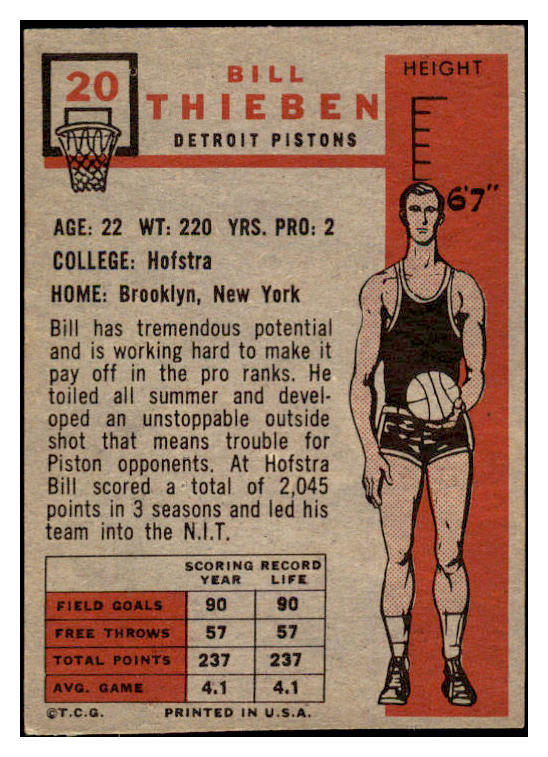 20
BILL
THIEBEN
DETROIT PISTONS
HEIGHT
6'7"
AGE: 22 WT: 220 YRS. PRO: 2
COLLEGE: Hofstra
HOME: Brooklyn, New York
Bill has tremendous potential
and is working hard to make it
pay off in the pro ranks. He
toiled all summer and devel-
oped an unstoppable outside
shot that means trouble for
Piston opponents. At Hofstra
Bill scored a total of 2,045
points in 3 seasons and led his
team into the N.I.T.
SCORING RECORD
YEAR LIFE
FIELD GOALS 90 90
FREE THROWS 57 57
TOTAL POINTS 237 237
AVG. GAME 4.1 4.1
©T.C.G. PRINTED IN U.S.A.